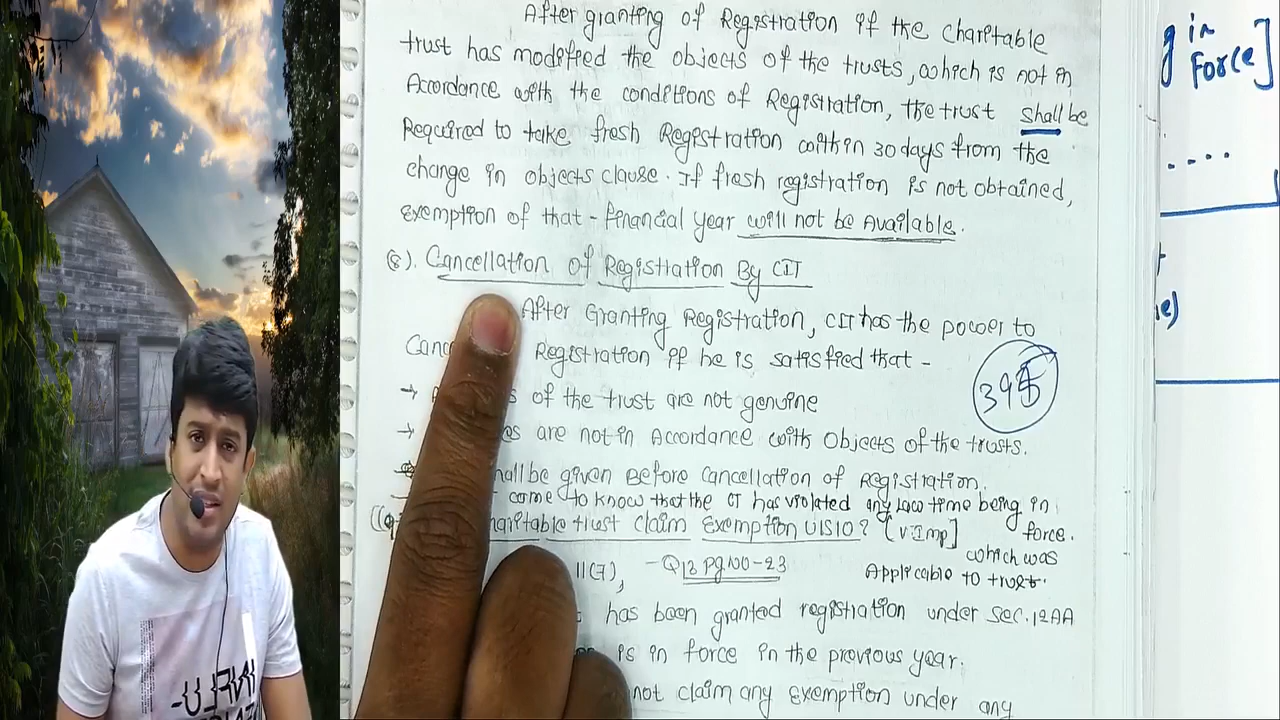 After granting of Registration if the charitable
trust has modified the objects of the trusts, which is not in
Accordance with the conditions of Registration, the trust shall be
Required to take fresh Registration within 30 days from the
change in objects clause. If fresh registration is not obtained,
exemption of that - financial year will not be Available.
(8). Cancellation of Registration By CIT
After Granting Registration, CIT has the power to
Canc Registration if he is satisfied that -
→ s of the trust are not genuine
→ es are not in Accordance with Objects of the trusts.
hall be given Before cancellation of Registration.
come to know that the CT has violated any Law time being in
force.
haritable trust claim Exemption U/S 10? [V.Imp]
which was
Applicable to trust.
11(7), - Q12 Pg no - 23
has been granted registration under Sec. 12AA
is in force in the previous year.
not claim any exemption under any
395
g in
Force]
....
e)